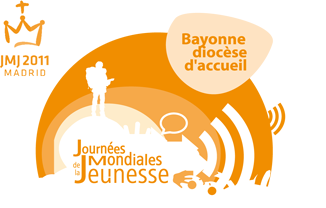 JMJ 2011
MADRID
Bayonne
diocèse
d'accueil
Journées
de Mondiales
la Jeunesse